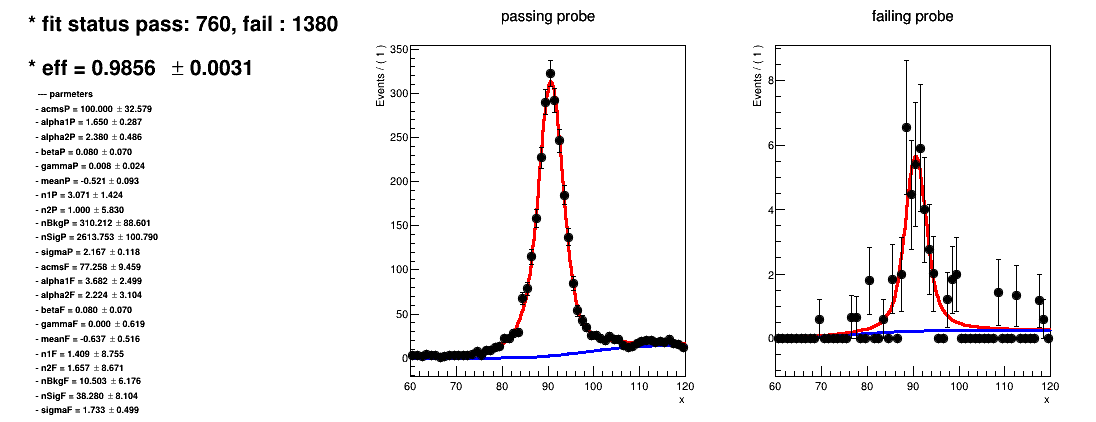 * fit status pass: 760, fail : 1380
* eff = 0.9856 ± 0.0031
--- parmeters
- acmsP = 100.000 ± 32.579
- alpha1P = 1.650 ± 0.287
- alpha2P = 2.380 ± 0.486
- betaP = 0.080 ± 0.070
- gammaP = 0.008 ± 0.024
- meanP = -0.521 ± 0.093
- n1P = 3.071 ± 1.424
- n2P = 1.000 ± 5.830
- nBkgP = 310.212 ± 88.601
- nSigP = 2613.753 ± 100.790
- sigmaP = 2.167 ± 0.118
- acmsF = 77.258 ± 9.459
- alpha1F = 3.682 ± 2.499
- alpha2F = 2.224 ± 3.104
- betaF = 0.080 ± 0.070
- gammaF = 0.000 ± 0.619
- meanF = -0.637 ± 0.516
- n1F = 1.409 ± 8.755
- n2F = 1.657 ± 8.671
- nBkgF = 10.503 ± 6.176
- nSigF = 38.280 ± 8.104
- sigmaF = 1.733 ± 0.499
passing probe
Events / ( 1 )
350
300
250
200
150
100
50
0
60 70 80 90 100 110 120
x
failing probe
Events / ( 1 )
8
6
4
2
0
60 70 80 90 100 110 120
x